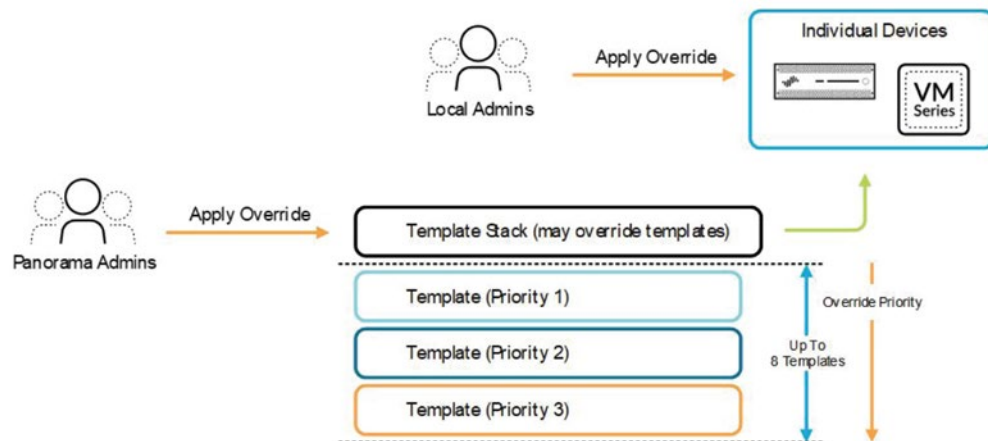 Individual Devices
Apply Override
VM
Series
Local Admins
Apply Override
Template Stack (may override templates)
Panorama Admins
Template (Priority 1)
Override Priority
Template (Priority 2)
Up To
8 Templates
Template (Priority 3)